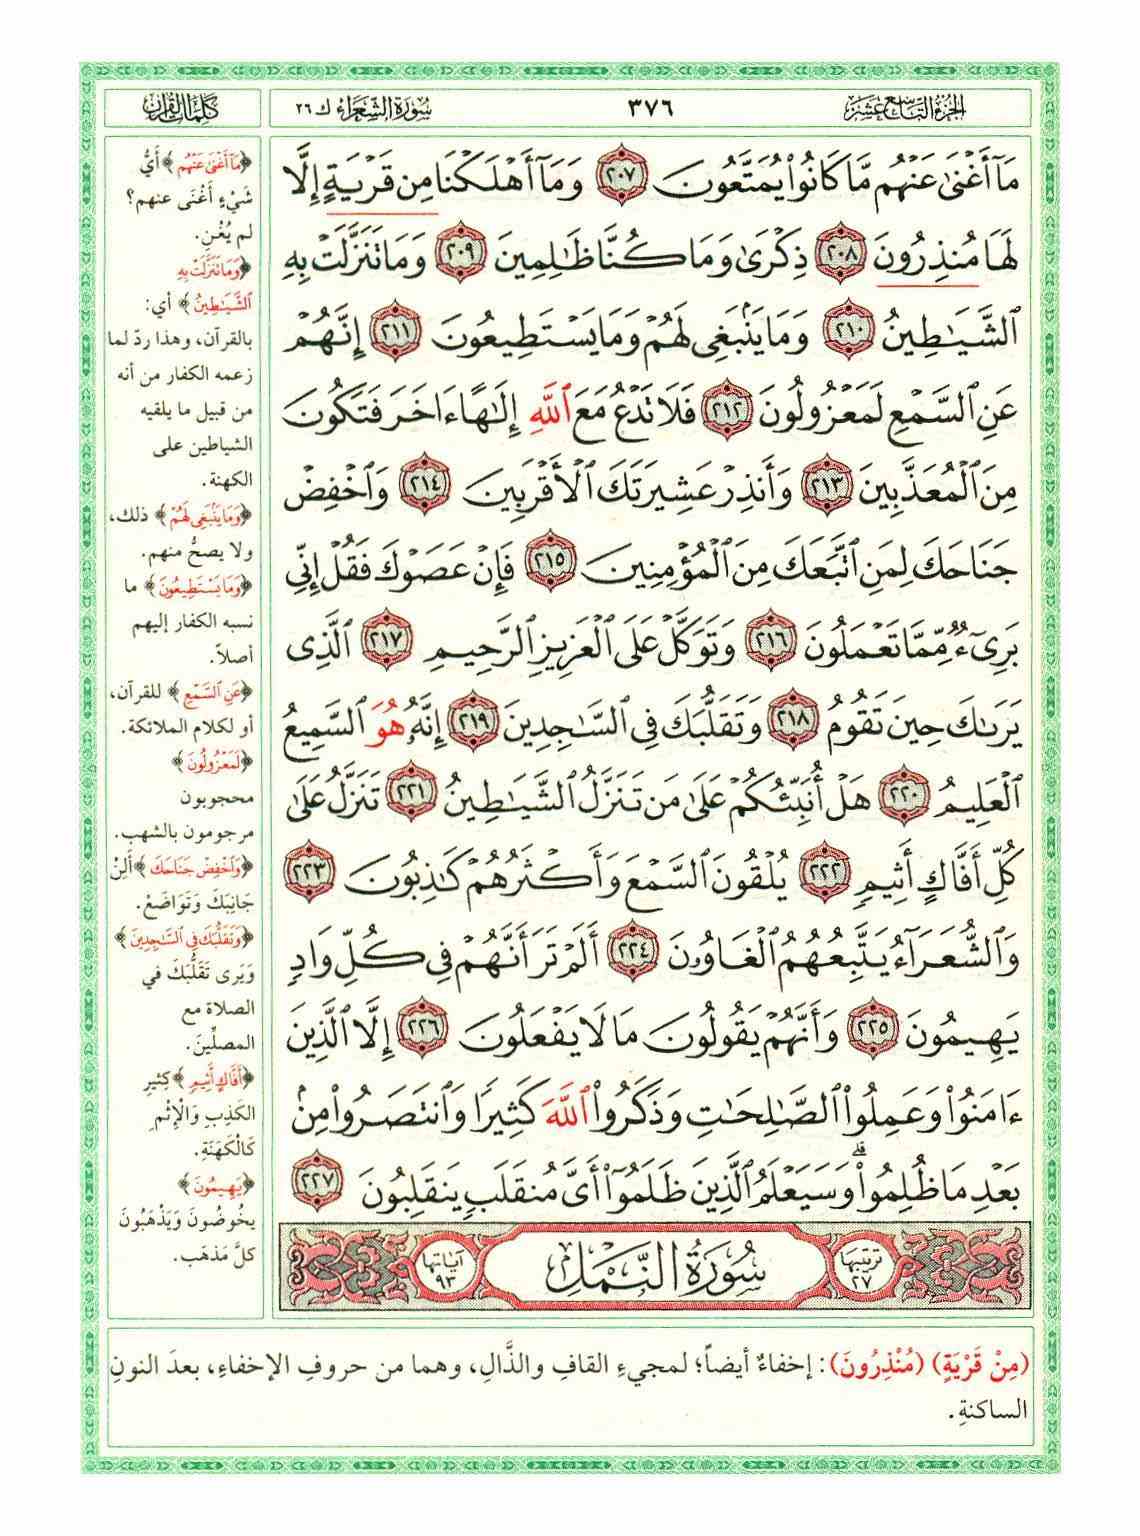 الجزء التاسع عشر
٣٧٦
سورة الشعراء ك ٢٦
كلمات القرآن
مَآ أَغْنَىٰ عَنْهُم مَّا كَانُوا۟ يُمَتَّعُونَ ٢٠٧ وَمَآ أَهْلَكْنَا مِن قَرْيَةٍ إِلَّا
لَهَا مُنذِرُونَ ٢٠٨ ذِكْرَىٰ وَمَا كُنَّا ظَـٰلِمِينَ ٢٠٩ وَمَا تَنَزَّلَتْ بِهِ
ٱلشَّيَـٰطِينُ ٢١٠ وَمَا يَنۢبَغِى لَهُمْ وَمَا يَسْتَطِيعُونَ ٢١١ إِنَّهُمْ
عَنِ ٱلسَّمْعِ لَمَعْزُولُونَ ٢١٢ فَلَا تَدْعُ مَعَ ٱللَّهِ إِلَـٰهًا ءَاخَرَ فَتَكُونَ
مِنَ ٱلْمُعَذَّبِينَ ٢١٣ وَأَنذِرْ عَشِيرَتَكَ ٱلْأَقْرَبِينَ ٢١٤ وَٱخْفِضْ
جَنَاحَكَ لِمَنِ ٱتَّبَعَكَ مِنَ ٱلْمُؤْمِنِينَ ٢١٥ فَإِنْ عَصَوْكَ فَقُلْ إِنِّى
بَرِىٓءٌ مِّمَّا تَعْمَلُونَ ٢١٦ وَتَوَكَّلْ عَلَى ٱلْعَزِيزِ ٱلرَّحِيمِ ٢١٧ ٱلَّذِى
يَرَىٰكَ حِينَ تَقُومُ ٢١٨ وَتَقَلُّبَكَ فِى ٱلسَّـٰجِدِينَ ٢١٩ إِنَّهُۥ هُوَ ٱلسَّمِيعُ
ٱلْعَلِيمُ ٢٢٠ هَلْ أُنَبِّئُكُمْ عَلَىٰ مَن تَنَزَّلُ ٱلشَّيَـٰطِينُ ٢٢١ تَنَزَّلُ عَلَىٰ
كُلِّ أَفَّاكٍ أَثِيمٍ ٢٢٢ يُلْقُونَ ٱلسَّمْعَ وَأَكْثَرُهُمْ كَـٰذِبُونَ ٢٢٣
وَٱلشُّعَرَآءُ يَتَّبِعُهُمُ ٱلْغَاوُۥنَ ٢٢٤ أَلَمْ تَرَ أَنَّهُمْ فِى كُلِّ وَادٍ
يَهِيمُونَ ٢٢٥ وَأَنَّهُمْ يَقُولُونَ مَا لَا يَفْعَلُونَ ٢٢٦ إِلَّا ٱلَّذِينَ
ءَامَنُوا۟ وَعَمِلُوا۟ ٱلصَّـٰلِحَـٰتِ وَذَكَرُوا۟ ٱللَّهَ كَثِيرًا وَٱنتَصَرُوا۟ مِنۢ
بَعْدِ مَا ظُلِمُوا۟ ۗ وَسَيَعْلَمُ ٱلَّذِينَ ظَلَمُوٓا۟ أَىَّ مُنقَلَبٍ يَنقَلِبُونَ ٢٢٧
ترتيبها ٢٧
سُورَةُ النَّمْلِ
آياتها ٩٣
﴿مَآ أَغْنَىٰ عَنْهُم﴾ أَيُّ
شَيْءٍ أَغْنَى عنهم؟
لم يُغْنِ.
﴿وَمَا تَنَزَّلَتْ بِهِ
ٱلشَّيَـٰطِينُ﴾ أي:
بالقرآن، وهذا ردّ لما
زعمه الكفار من أنه
من قبيل ما يلقيه
الشياطين على
الكهنة.
﴿وَمَا يَنۢبَغِى لَهُمْ﴾ ذلك،
ولا يصحُّ منهم.
﴿وَمَا يَسْتَطِيعُونَ﴾ ما
نسبه الكفار إليهم
أصلاً.
﴿عَنِ ٱلسَّمْعِ﴾ للقرآن،
أو لكلام الملائكة.
﴿لَمَعْزُولُونَ﴾
محجوبون
مرجومون بالشهب.
﴿وَٱخْفِضْ جَنَاحَكَ﴾ أَلِنْ
جَانِبَكَ وَتَوَاضَعْ.
﴿وَتَقَلُّبَكَ فِى ٱلسَّـٰجِدِينَ﴾
وَيَرى تَقَلُّبَكَ في
الصلاة مع
المصلِّينَ.
﴿أَفَّاكٍ أَثِيمٍ﴾ كثيرِ
الكَذِبِ وَالْإِثْمِ
كَالْكَهَنَةِ.
﴿يَهِيمُونَ﴾
يخُوضُونَ وَيَذْهَبُونَ
كلَّ مَذهَب.
(مِنْ قَرْيَةٍ) (مُنْذِرُونَ): إخفاءٌ أيضاً؛ لمجيءِ القافِ والذَّالِ، وهما من حروفِ الإخفاءِ، بعدَ النونِ
الساكنةِ.